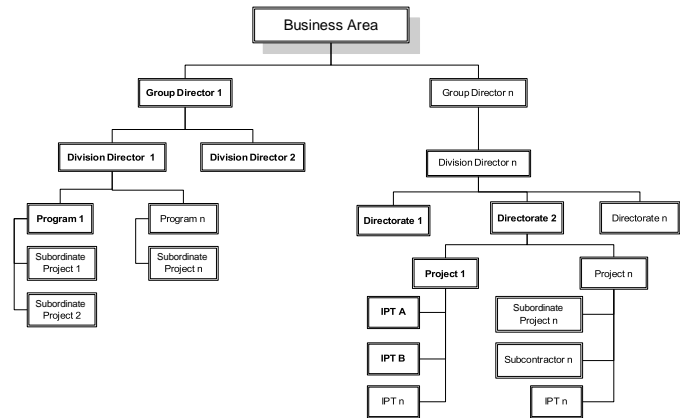 Business Area
Group Director 1
Group Director n
Division Director 1
Division Director 2
Division Director n
Program 1
Program n
Directorate 1
Directorate 2
Directorate n
Subordinate
Project 1
Subordinate
Project n
Project 1
Project n
Subordinate
Project 2
IPT A
Subordinate
Project n
IPT B
Subcontractor n
IPT n
IPT n